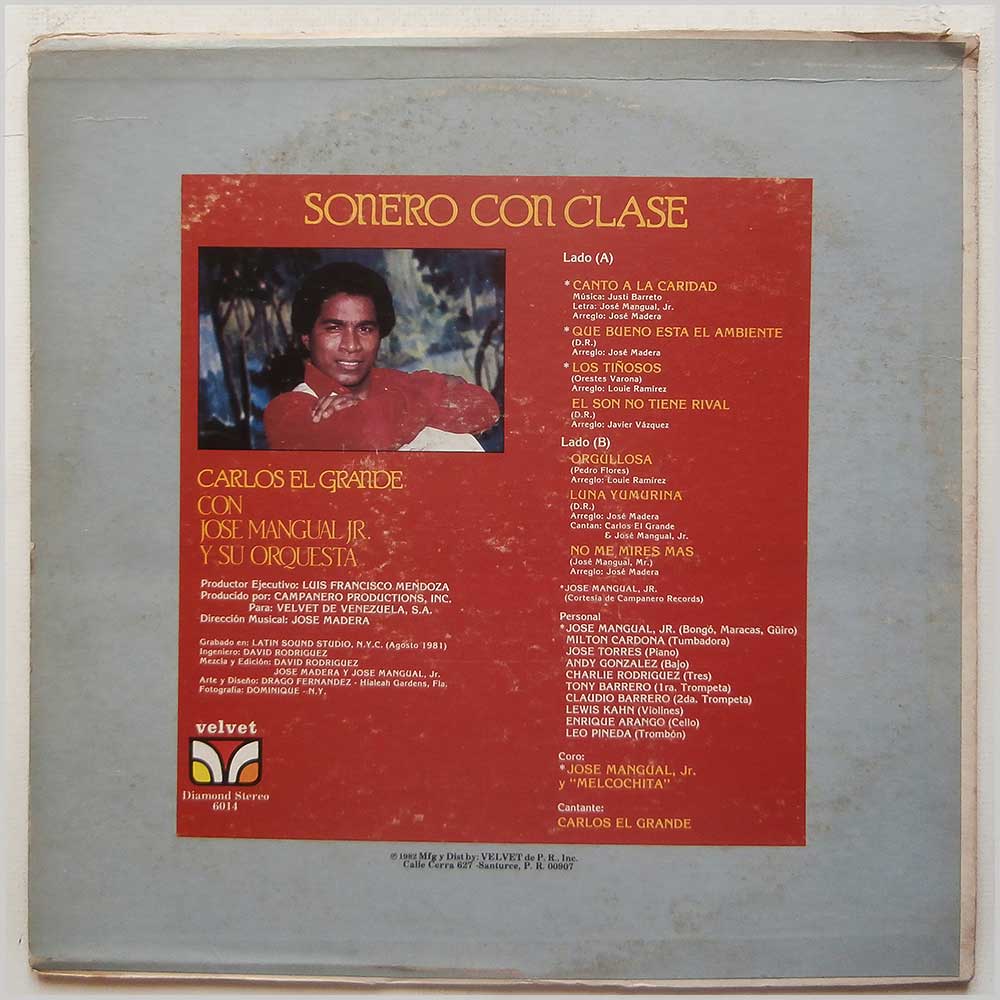 SONERO CON CLASE
CARLOS EL GRANDE
CON
JOSE MANGUAL JR.
Y SU ORQUESTA
Productor Ejecutivo: LUIS FRANCISCO MENDOZA
Producido por: CAMPANERO PRODUCTIONS, INC.
Para: VELVET DE VENEZUELA, S.A.
Dirección Musical: JOSE MADERA
Grabado en: LATIN SOUND STUDIO, N.Y.C. (Agosto 1981)
Ingeniero: DAVID RODRIGUEZ
Mezcla y Edición: DAVID RODRIGUEZ
JOSE MADERA Y JOSE MANGUAL, Jr.
Arte y Diseño: DRAGO FERNANDEZ - Hialeah Gardens, Fla.
Fotografía: DOMINIQUE - N.Y.
velvet
Diamond Stereo
6014
Lado (A)
* CANTO A LA CARIDAD
Música: Justi Barreto
Letra: José Mangual, Jr.
Arreglo: José Madera
* QUE BUENO ESTA EL AMBIENTE
(D.R.)
Arreglo: José Madera
* LOS TIÑOSOS
(Orestes Varona)
Arreglo: Louie Ramírez
EL SON NO TIENE RIVAL
(D.R.)
Arreglo: Javier Vázquez
Lado (B)
ORGULLOSA
(Pedro Flores)
Arreglo: Louie Ramírez
LUNA YUMURINA
(D.R.)
Arreglo: José Madera
Cantan: Carlos El Grande
& José Mangual, Jr.
NO ME MIRES MAS
(José Mangual, Mr.)
Arreglo: José Madera
*JOSE MANGUAL, JR.
(Cortesía de Campanero Records)
Personal
*JOSE MANGUAL, JR. (Bongó, Maracas, Güiro)
MILTON CARDONA (Tumbadora)
JOSE TORRES (Piano)
ANDY GONZALEZ (Bajo)
CHARLIE RODRIGUEZ (Tres)
TONY BARRERO (1ra. Trompeta)
CLAUDIO BARRERO (2da. Trompeta)
LEWIS KAHN (Violines)
ENRIQUE ARANGO (Cello)
LEO PINEDA (Trombón)
Coro:
*JOSE MANGUAL, Jr.
y "MELCOCHITA"
Cantante:
CARLOS EL GRANDE
℗ 1982 Mfg y Dist by: VELVET de P. R., Inc.
Calle Cerra 627 -Santurce, P. R. 00907